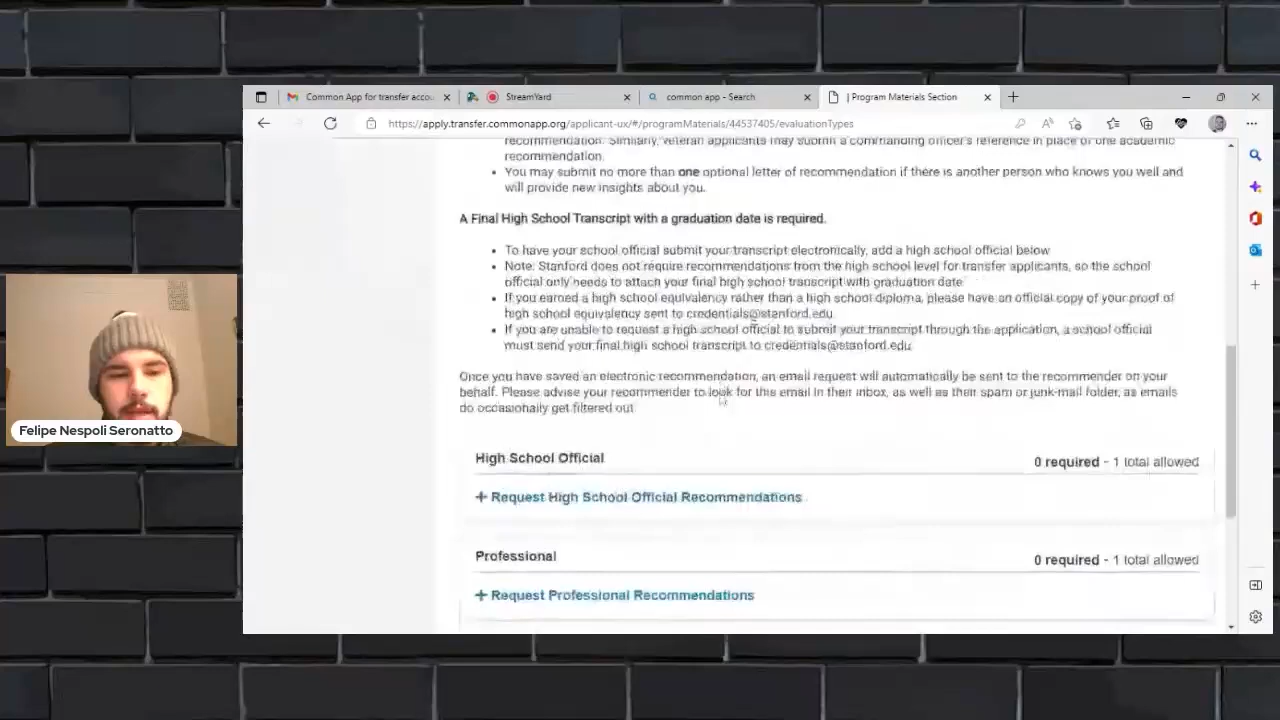 Common App for transfer acco
StreamYard
common app - Search
| Program Materials Section
https://apply.transfer.commonapp.org/applicant-ux/#/programMaterials/44537405/evaluationTypes
recommendation. Similarly, veteran applicants may submit a commanding officer's reference in place of one academic
recommendation.
You may submit no more than one optional letter of recommendation if there is another person who knows you well and
will provide new insights about you.
A Final High School Transcript with a graduation date is required.
To have your school official submit your transcript electronically, add a high school official below
Note: Stanford does not require recommendations from the high school level for transfer applicants, so the school
official only needs to attach your final high school transcript with graduation date
If you earned a high school equivalency rather than a high school diploma, please have an official copy of your proof of
high school equivalency sent to credentials@stanford.edu.
If you are unable to request a high school official to submit your transcript through the application, a school official
must send your final high school transcript to credentials@stanford.edu
Once you have saved an electronic recommendation, an email request will automatically be sent to the recommender on your
behalf. Please advise your recommender to look for this email in their inbox, as well as their spam or junk-mail folder, as emails
do occasionally get filtered out
High School Official
0 required - 1 total allowed
+ Request High School Official Recommendations
Professional
0 required - 1 total allowed
+ Request Professional Recommendations
Felipe Nespoli Seronatto